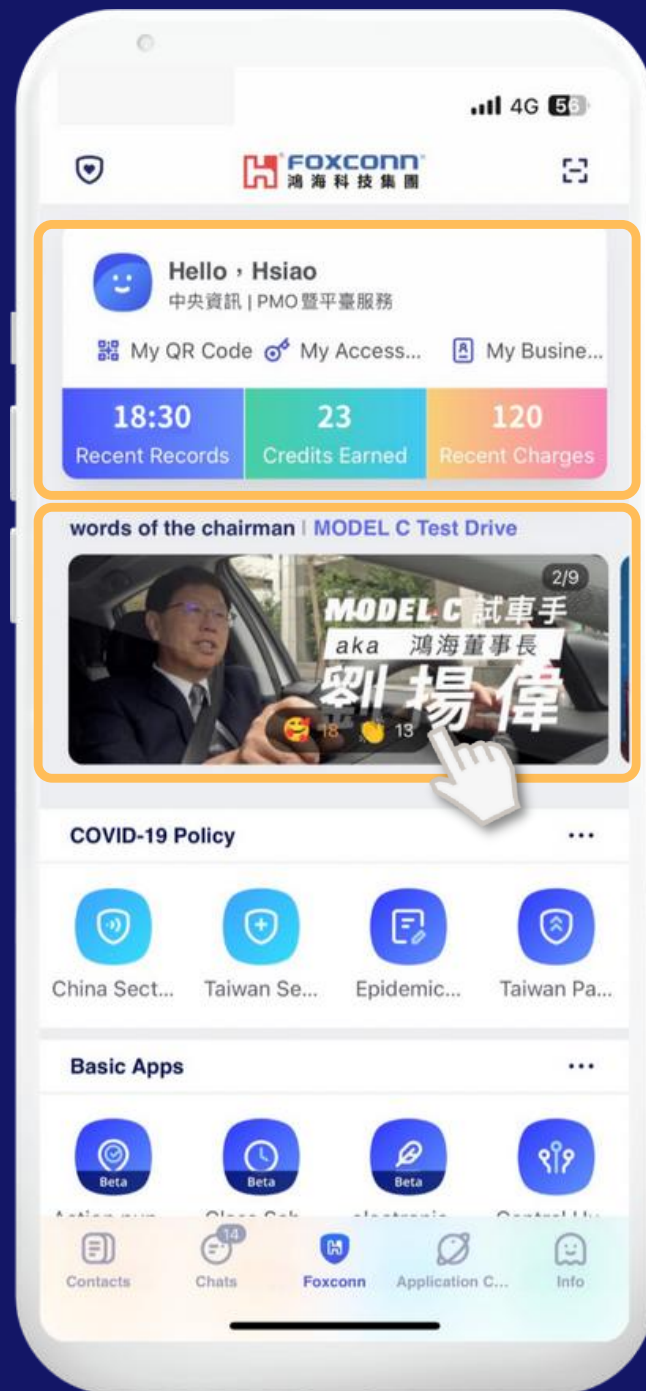 4G 56
FOXCONN
鴻海科技集團
Hello，Hsiao
中央資訊 | PMO暨平臺服務
My QR Code My Access... My Busine...
18:30 23 120
Recent Records Credits Earned Recent Charges
words of the chairman | MODEL C Test Drive
2/9
MODEL C 試車手
aka 鴻海董事長
劉揚偉
18 13
COVID-19 Policy
China Sect... Taiwan Se... Epidemic... Taiwan Pa...
Basic Apps
Beta Beta Beta
14
Contacts Chats Foxconn Application C... Info